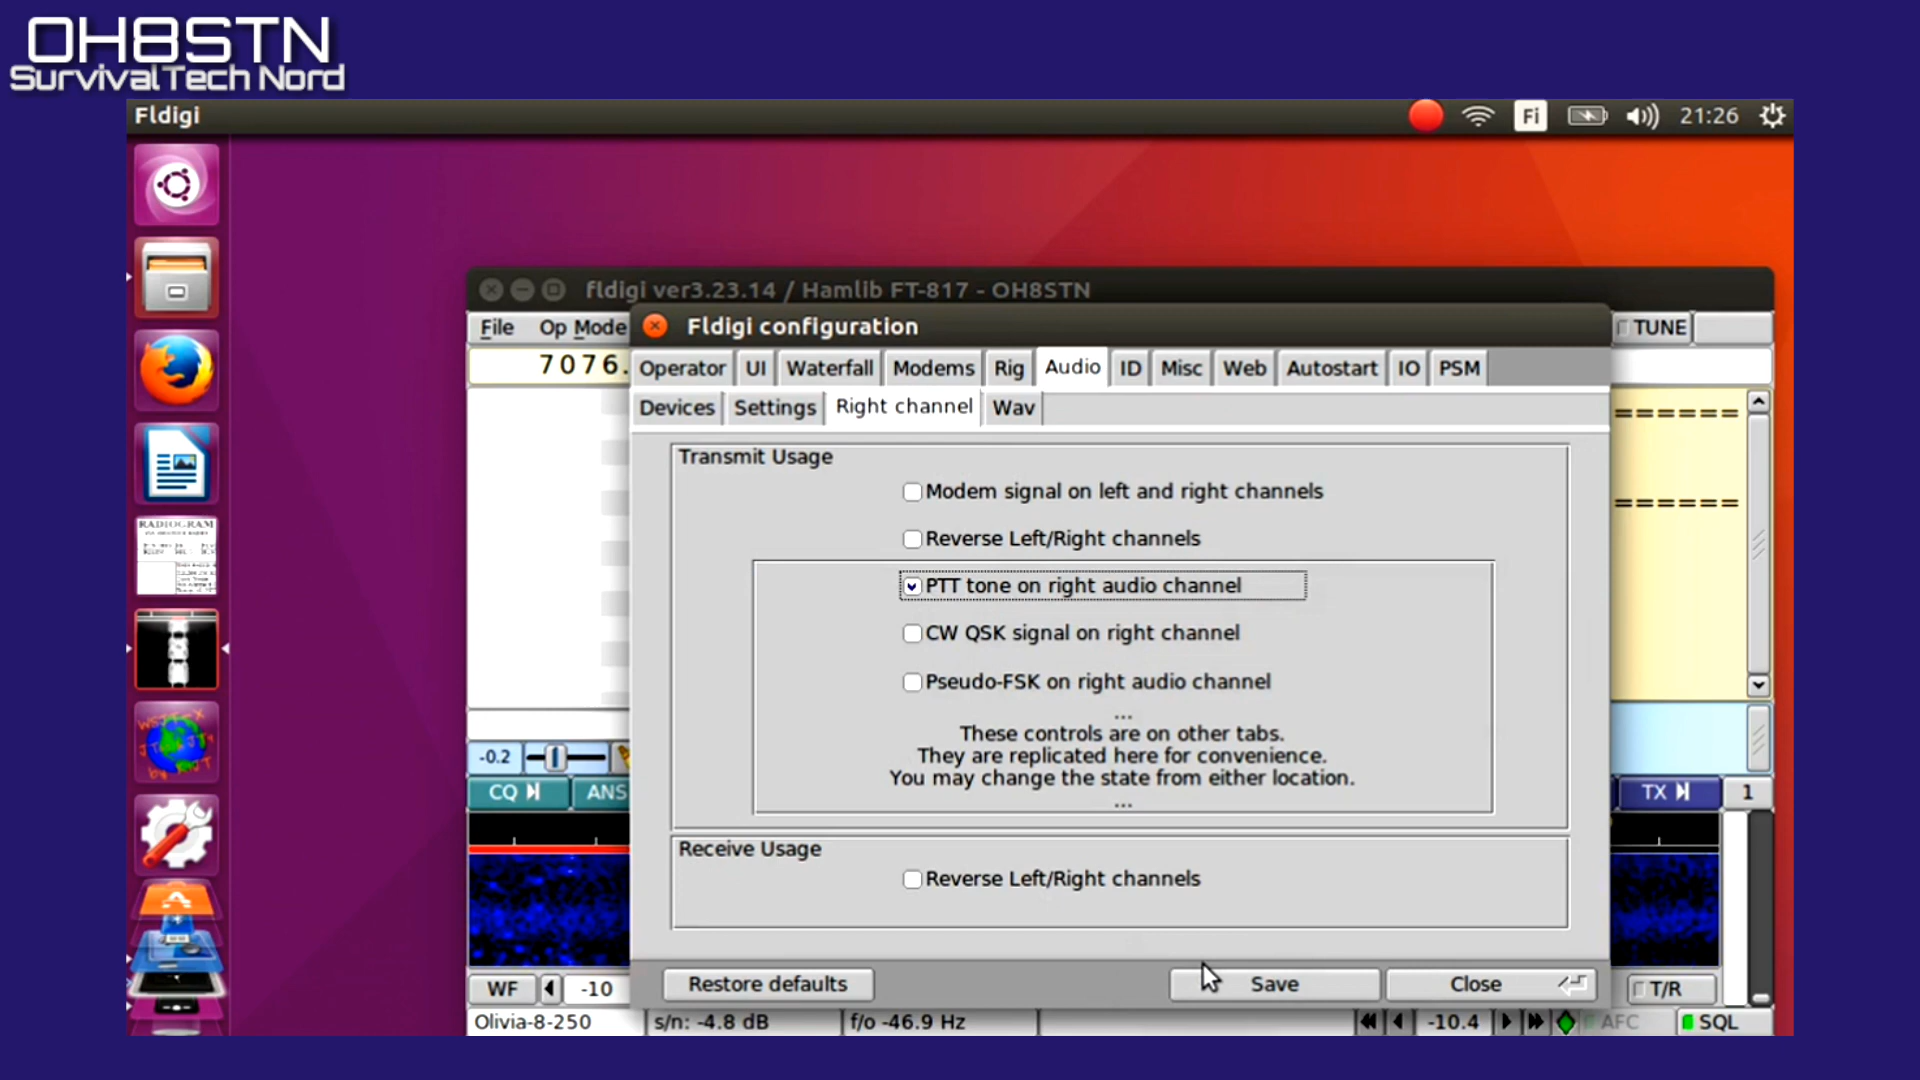 OH8STN
SurvivalTech Nord
Fldigi
Fi
21:26
fldigi ver3.23.14 / Hamlib FT-817 - OH8STN
File Op Mode
TUNE
7076.
Fldigi configuration
Operator UI Waterfall Modems Rig Audio ID Misc Web Autostart IO PSM
Devices Settings Right channel Wav
======
Transmit Usage
Modem signal on left and right channels
======
Reverse Left/Right channels
RADIOGRAM
PTT tone on right audio channel
CW QSK signal on right channel
Pseudo-FSK on right audio channel
...
These controls are on other tabs.
They are replicated here for convenience.
You may change the state from either location.
...
-0.2
CQ ANS
TX 1
Receive Usage
Reverse Left/Right channels
Restore defaults Save Close
WF -10
T/R
Olivia-8-250 s/n: -4.8 dB f/o -46.9 Hz
-10.4 AFC SQL